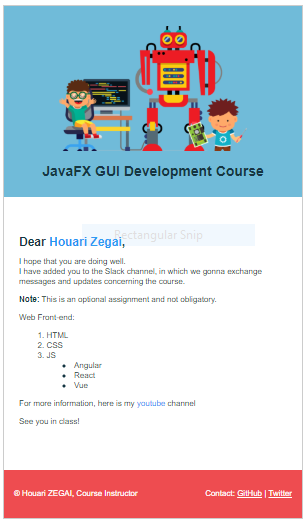 JavaFX GUI Development Course
Rectangular Snip
Dear Houari Zegai,
I hope that you are doing well.
I have added you to the Slack channel, in which we gonna exchange
messages and updates concerning the course.
Note: This is an optional assignment and not obligatory.
Web Front-end:
1. HTML
2. CSS
3. JS
• Angular
• React
• Vue
For more information, here is my youtube channel
See you in class!
® Houari ZEGAI, Course Instructor
Contact: GitHub | Twitter